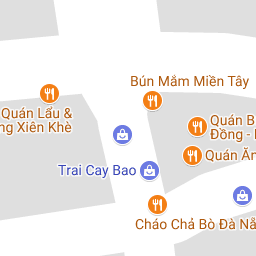 Bún Mắm Miền Tây
Quán Lẩu &
ng Xiên Khè
Quán B
Đồng -
Quán Ăn
Trai Cay Bao
Cháo Chả Bò Đà Nẵ